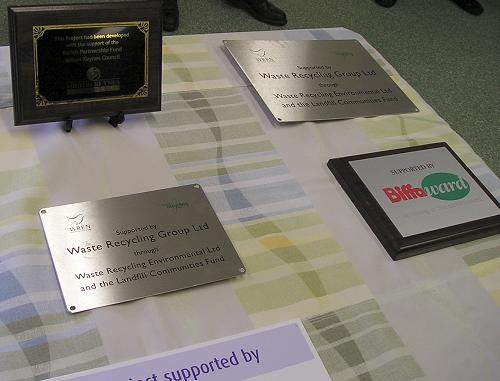 This Project had been developed
with the support of the
Parish Partnership Fund
Milton Keynes Council
WREN
Supported by
Waste Recycling Group Ltd
through
Waste Recycling Environmental Ltd
and the Landfill Communities Fund
SUPPORTED BY
Biffaward
WREN
Supported by
Waste Recycling Group Ltd
through
Waste Recycling Environmental Ltd
and the Landfill Communities Fund
supported by